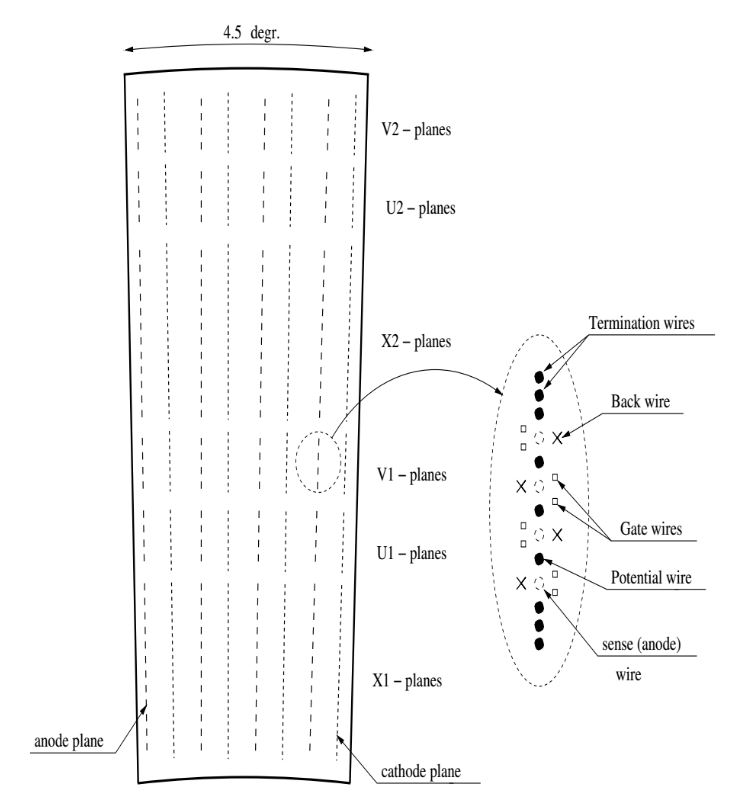 4.5 degr.
V2 – planes
U2 – planes
X2 – planes
Termination wires
Back wire
V1 – planes
Gate wires
U1 – planes
Potential wire
sense (anode)
wire
X1 – planes
anode plane
cathode plane